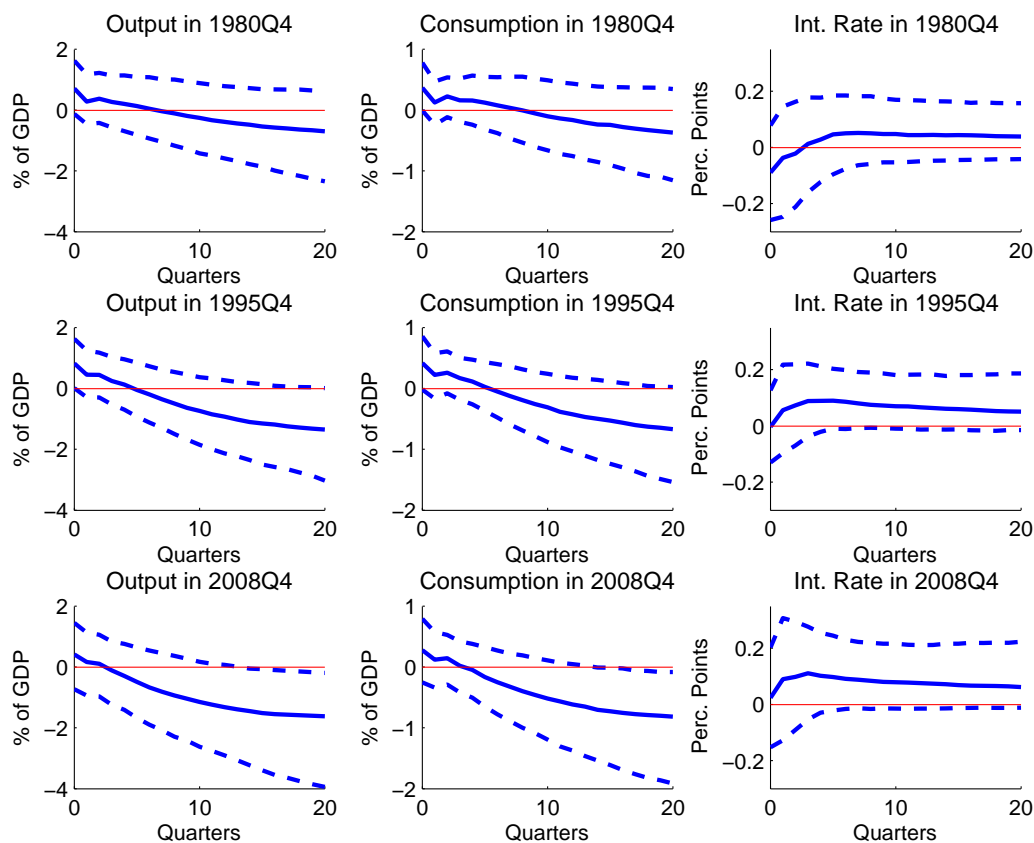 Output in 1980Q4
% of GDP
2
0
−2
−4
0
10
20
Quarters
Consumption in 1980Q4
% of GDP
1
0
−1
−2
0
10
20
Quarters
Int. Rate in 1980Q4
Perc. Points
0.2
0
−0.2
0
10
20
Quarters
Output in 1995Q4
% of GDP
2
0
−2
−4
0
10
20
Quarters
Consumption in 1995Q4
% of GDP
1
0
−1
−2
0
10
20
Quarters
Int. Rate in 1995Q4
Perc. Points
0.2
0
−0.2
0
10
20
Quarters
Output in 2008Q4
% of GDP
2
0
−2
−4
0
10
20
Quarters
Consumption in 2008Q4
% of GDP
1
0
−1
−2
0
10
20
Quarters
Int. Rate in 2008Q4
Perc. Points
0.2
0
−0.2
0
10
20
Quarters